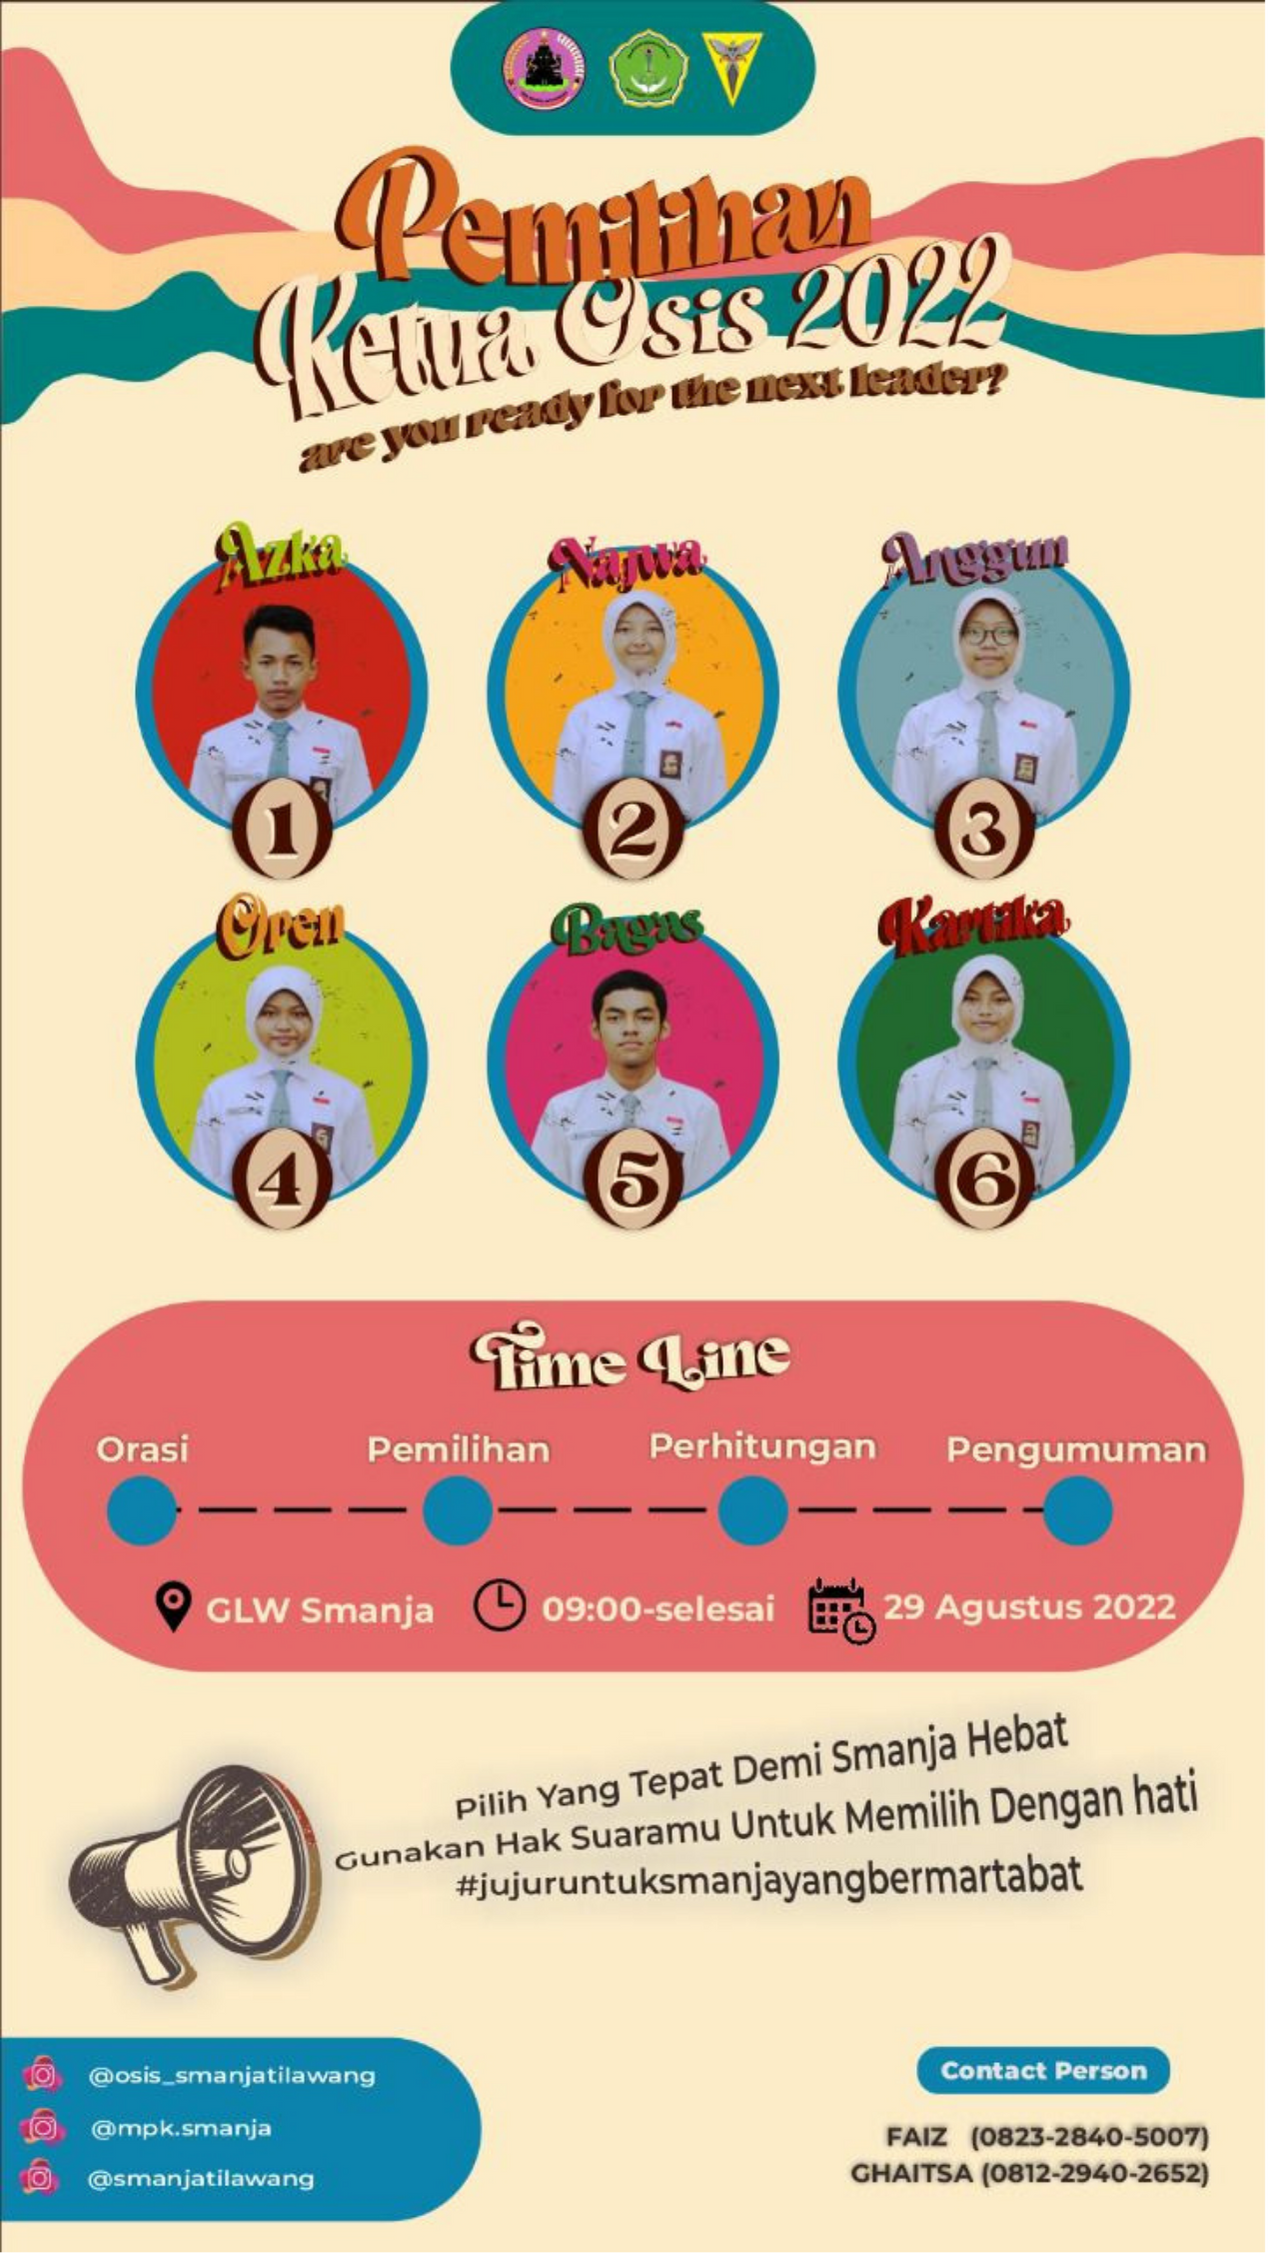 Pemilihan
Ketua Osis 2022
are you ready for the next leader?
Azka
Najwa
Anggun
1
2
3
Open
Bagas
Kartika
4
5
6
Time Line
Orasi
Pemilihan
Perhitungan
Pengumuman
GLW Smanja
09:00-selesai
29 Agustus 2022
Pilih Yang Tepat Demi Smanja Hebat
Gunakan Hak Suaramu Untuk Memilih Dengan hati
#jujuruntuksmanjayangbermartabat
@osis_smanjatilawang
@mpk.smanja
@smanjatilawang
Contact Person
FAIZ (0823-2840-5007)
GHAITSA (0812-2940-2652)